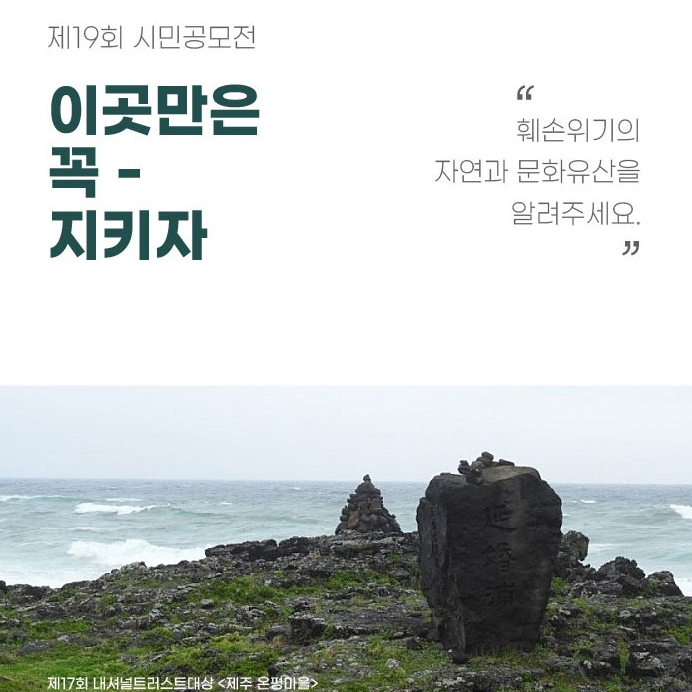 제19회 시민공모전
이곳만은
꼭 -
지키자
“
훼손위기의
자연과 문화유산을
알려주세요.
”
제17회 내셔널트러스트대상 <제주 온평마을>